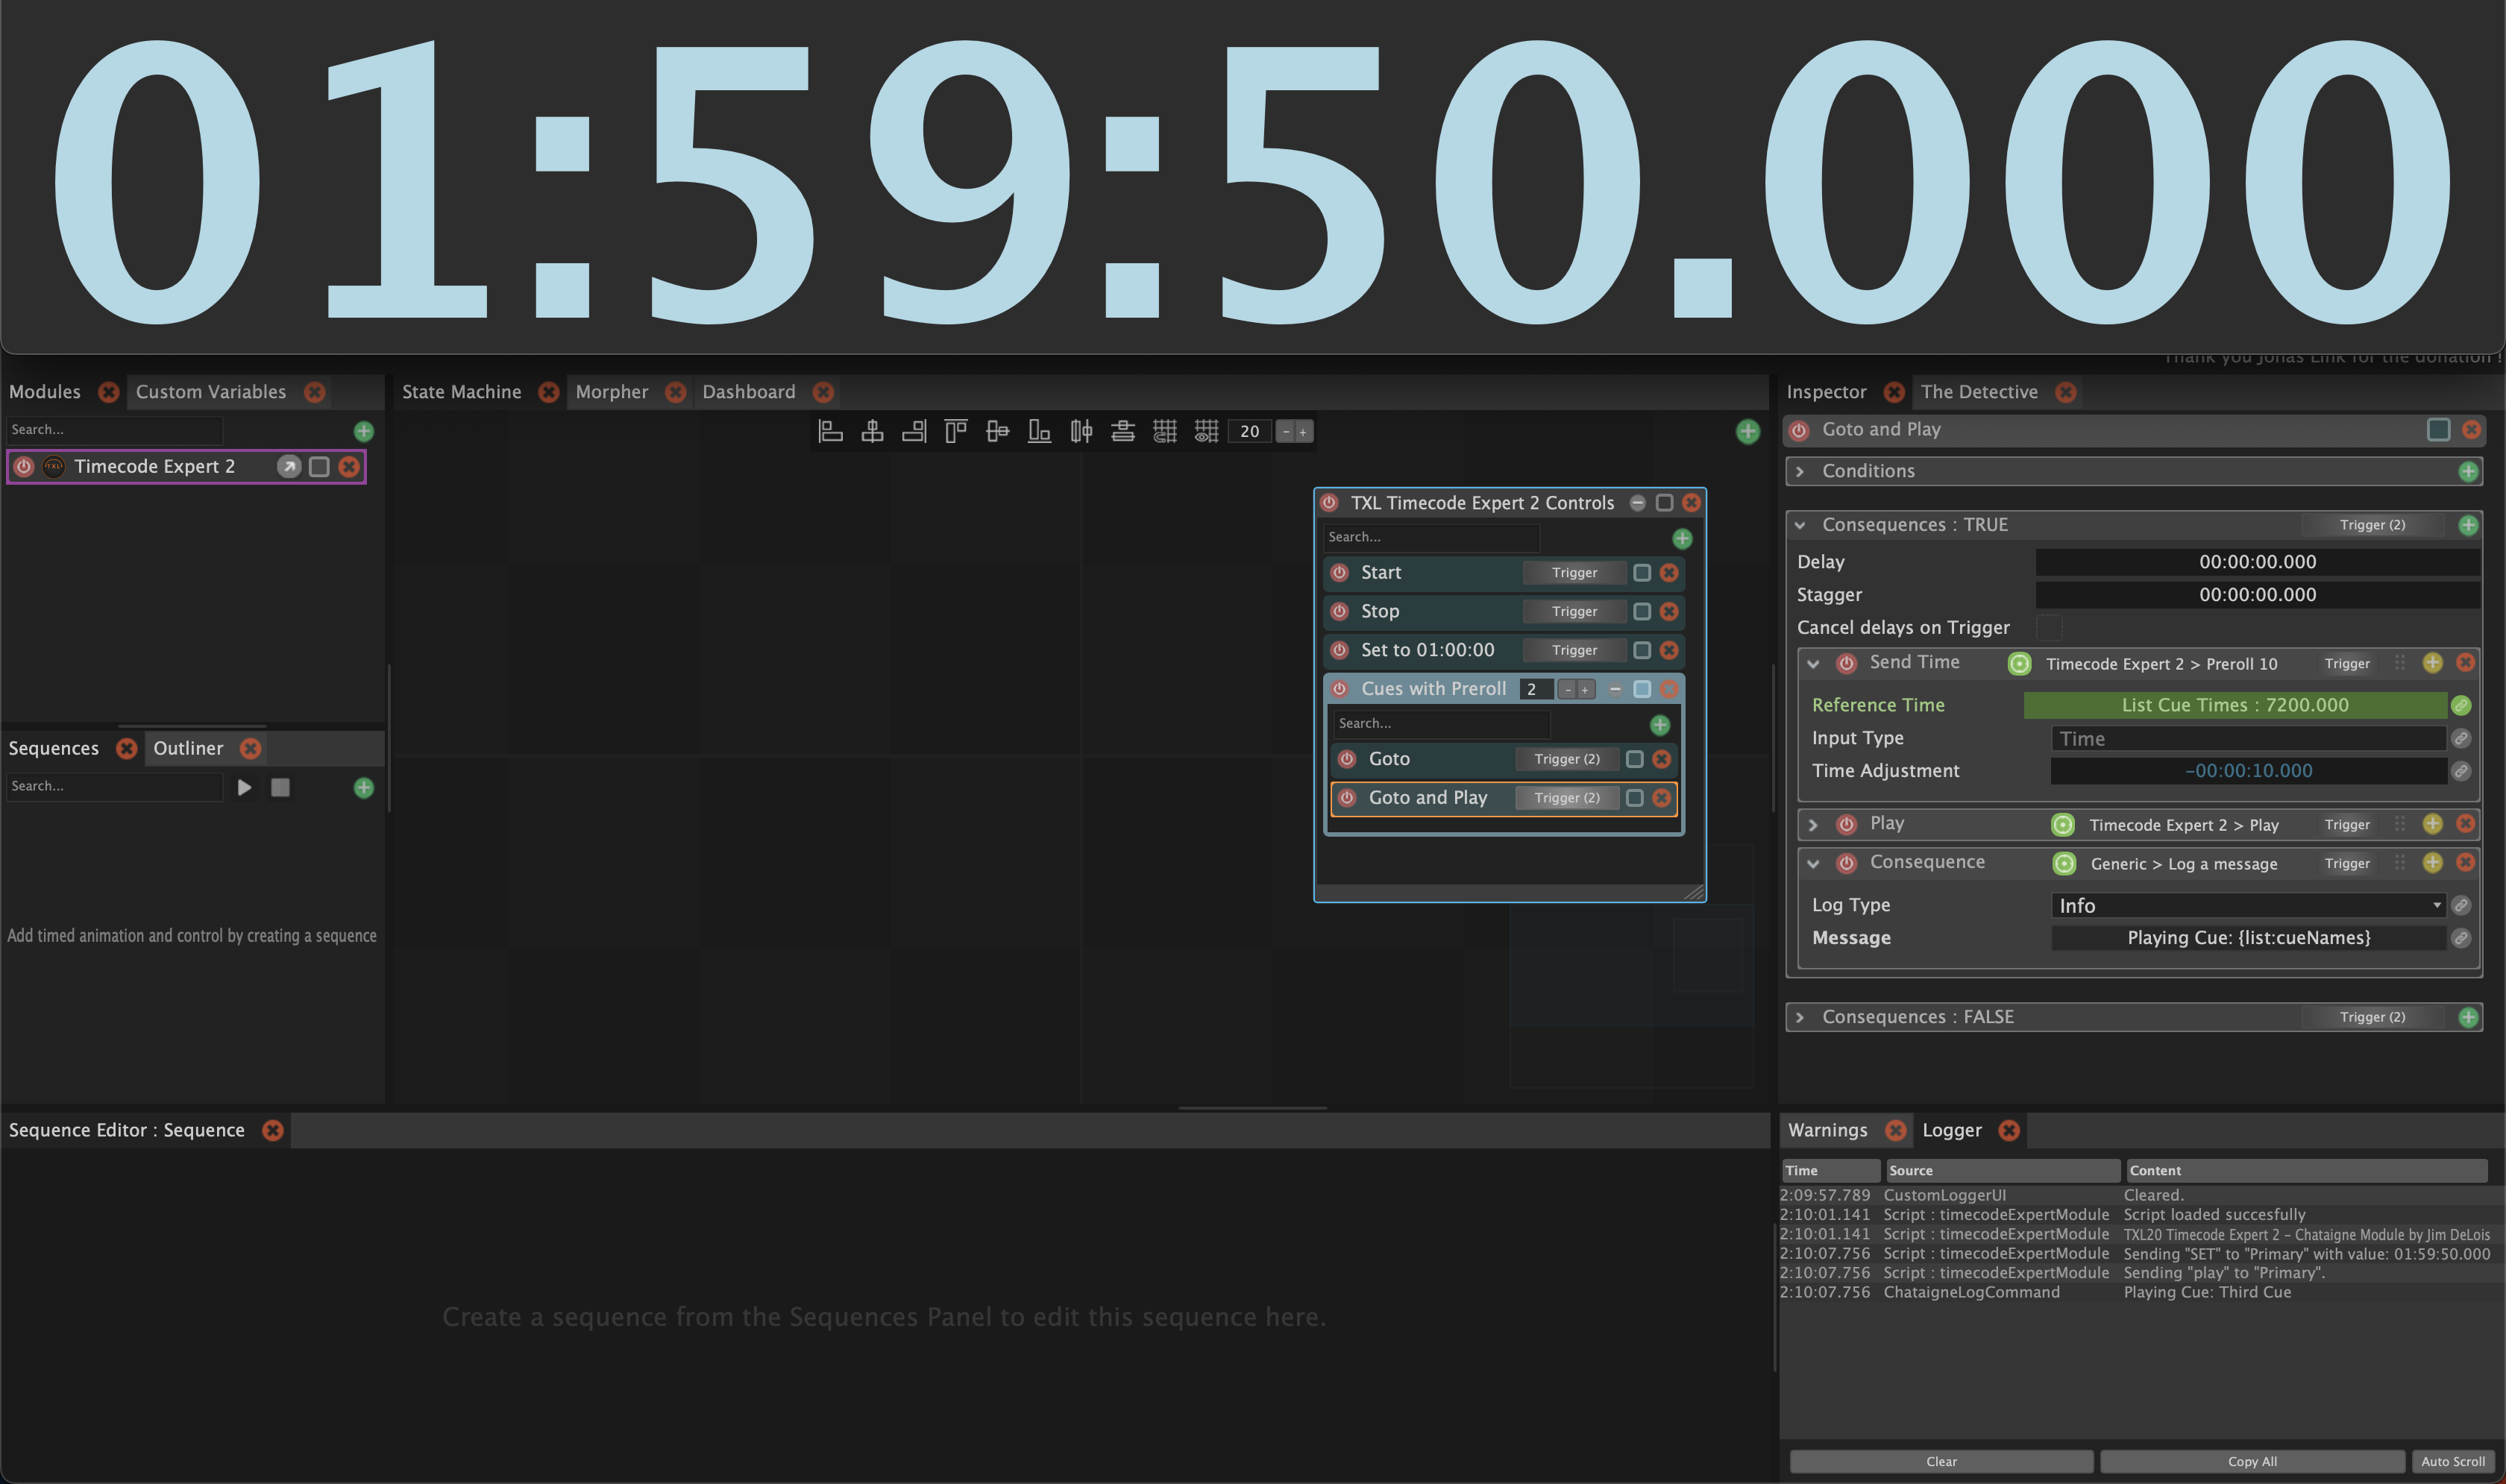 01:59:50.000
Thank you Jonas Link for the donation !
Modules
Custom Variables
Search...
TXL
Timecode Expert 2
Sequences
Outliner
Search...
Add timed animation and control by creating a sequence
State Machine
Morpher
Dashboard
20
-
+
TXL Timecode Expert 2 Controls
Search...
Start Trigger
Stop Trigger
Set to 01:00:00 Trigger
Cues with Preroll 2 - +
Search...
Goto Trigger (2)
Goto and Play Trigger (2)
Inspector
The Detective
Goto and Play
Conditions
Consequences : TRUE Trigger (2)
Delay 00:00:00.000
Stagger 00:00:00.000
Cancel delays on Trigger
Send Time Timecode Expert 2 > Preroll 10 Trigger
Reference Time List Cue Times : 7200.000
Input Type Time
Time Adjustment -00:00:10.000
Play Timecode Expert 2 > Play Trigger
Consequence Generic > Log a message Trigger
Log Type Info
Message Playing Cue: {list:cueNames}
Consequences : FALSE Trigger (2)
Sequence Editor : Sequence
Create a sequence from the Sequences Panel to edit this sequence here.
Warnings
Logger
Time Source Content
2:09:57.789 CustomLoggerUI Cleared.
2:10:01.141 Script : timecodeExpertModule Script loaded succesfully
2:10:01.141 Script : timecodeExpertModule TXL20 Timecode Expert 2 – Chataigne Module by Jim DeLois
2:10:07.756 Script : timecodeExpertModule Sending "SET" to "Primary" with value: 01:59:50.000
2:10:07.756 Script : timecodeExpertModule Sending "play" to "Primary".
2:10:07.756 ChataigneLogCommand Playing Cue: Third Cue
Clear
Copy All
Auto Scroll